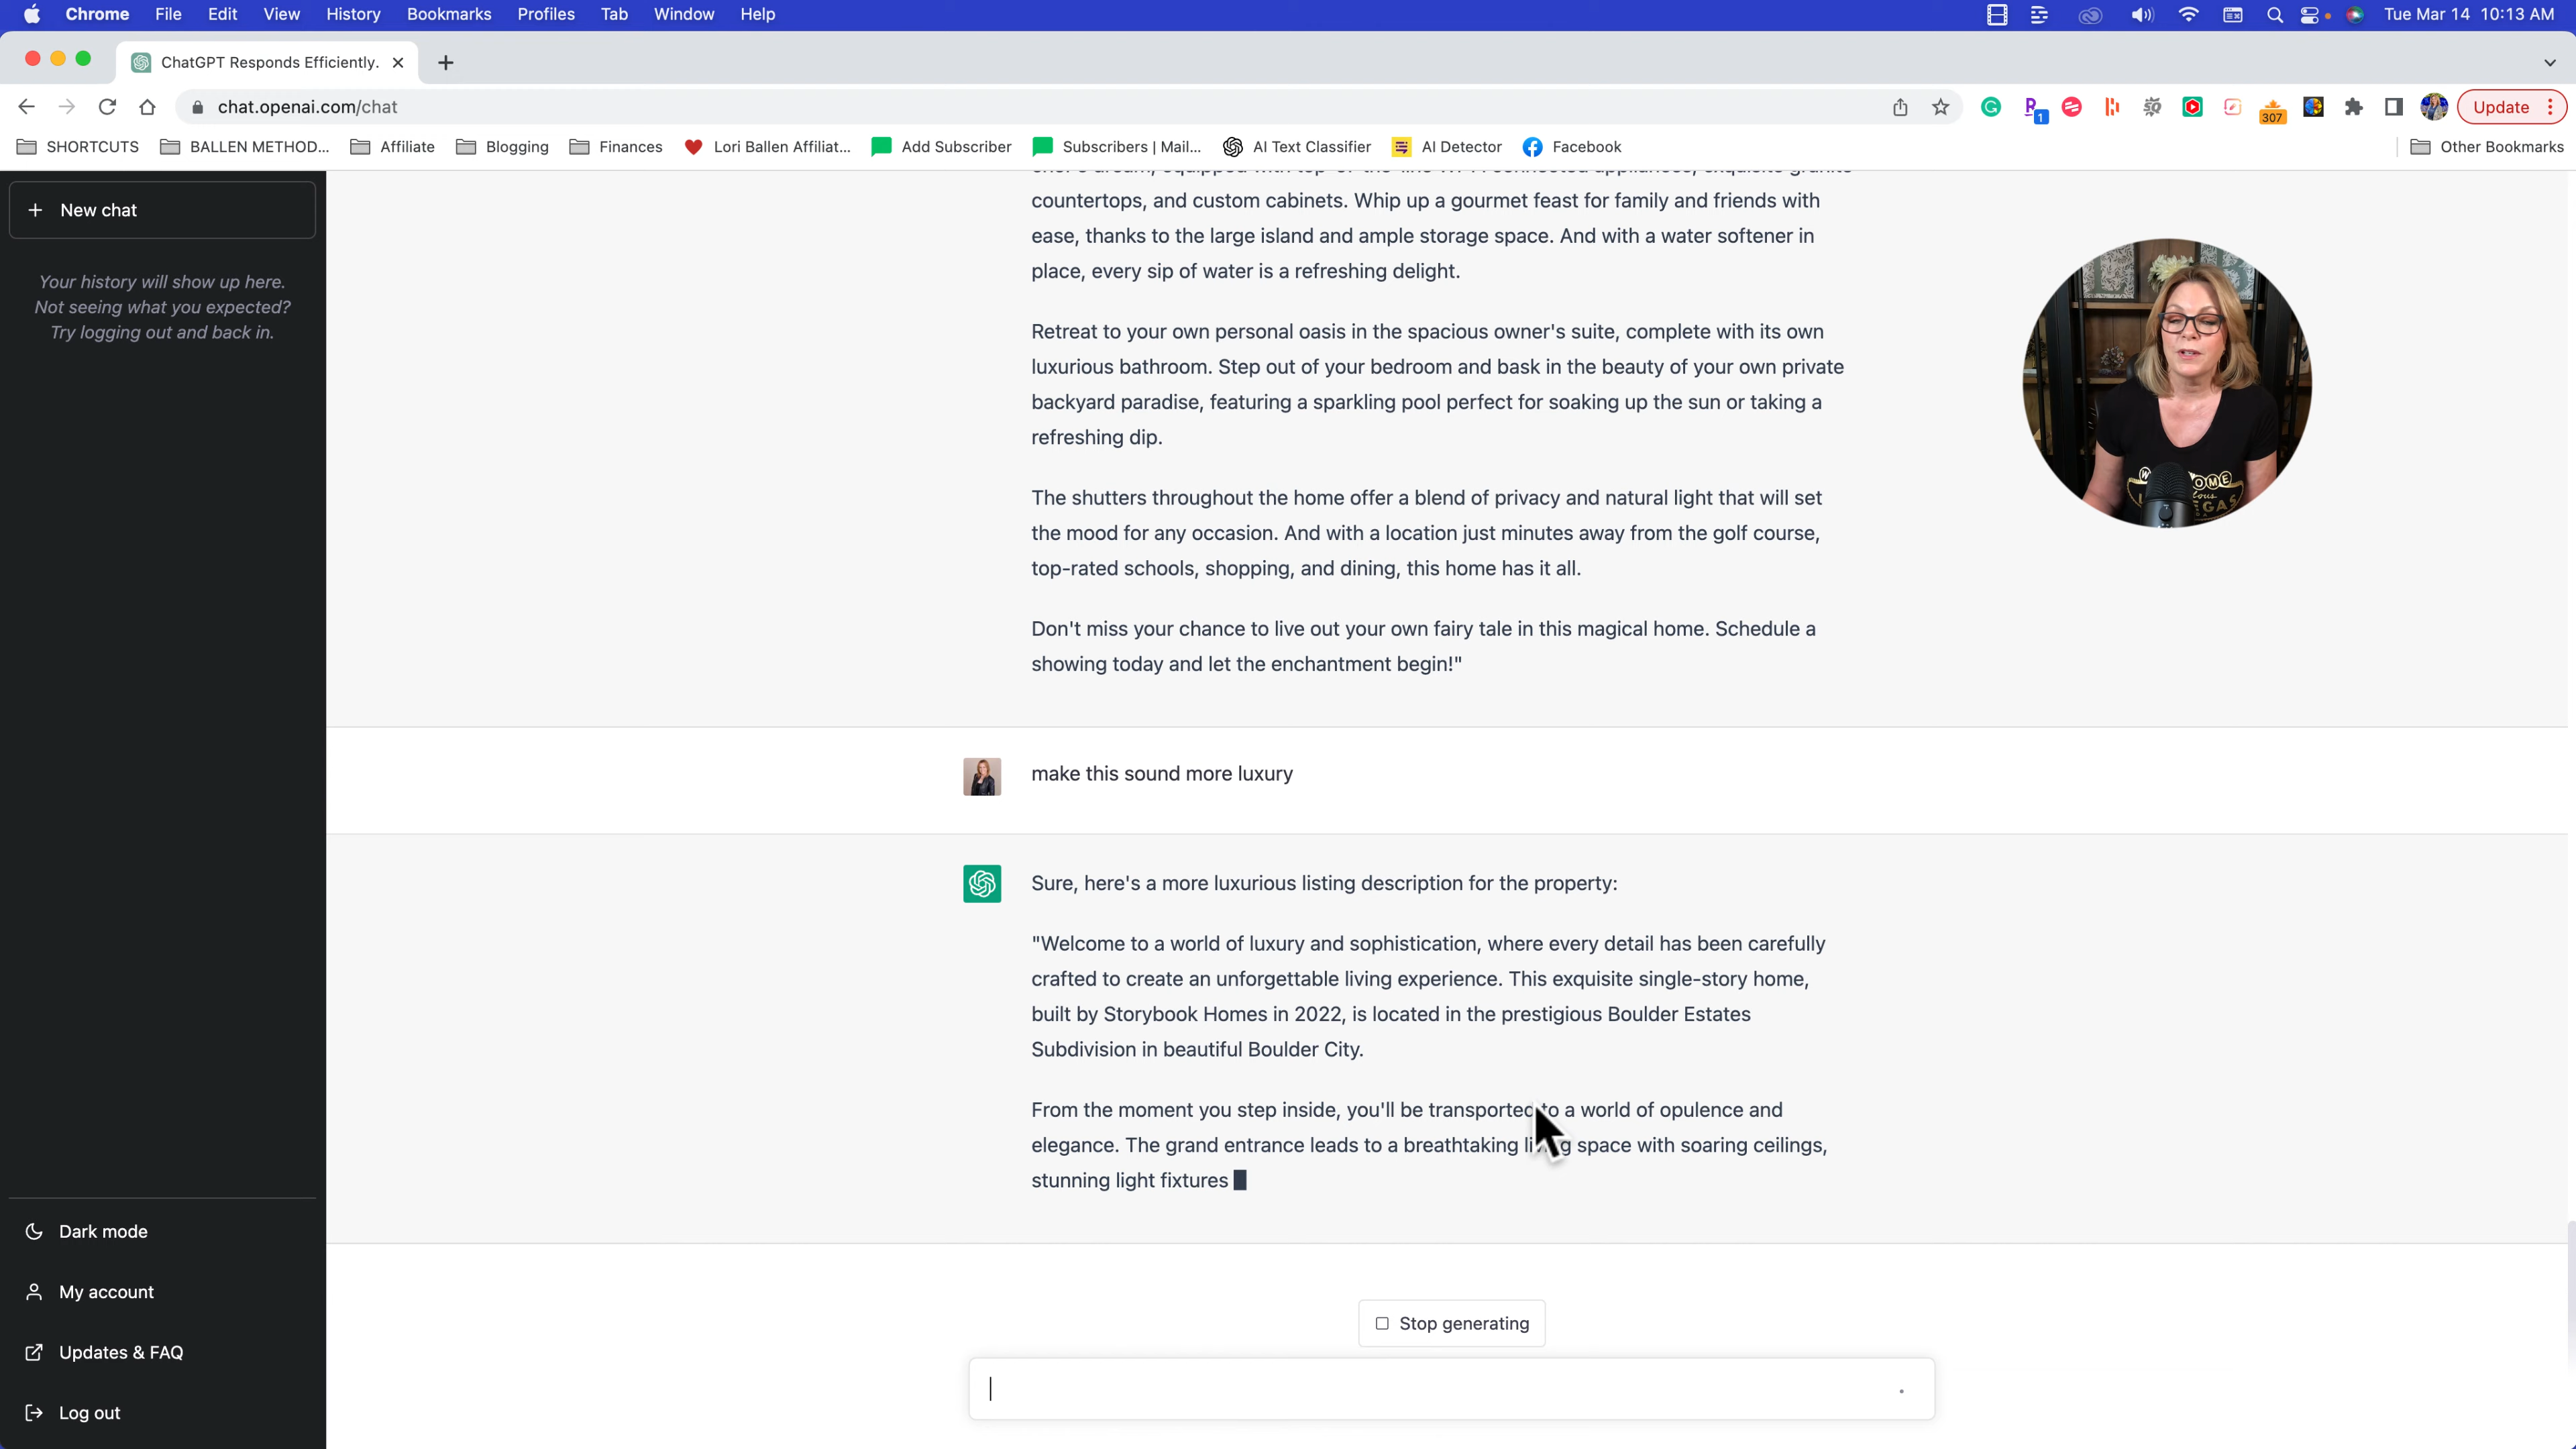 Chrome File Edit View History Bookmarks Profiles Tab Window Help Tue Mar 14 10:13 AM
ChatGPT Responds Efficiently.
chat.openai.com/chat
1
307
Update
SHORTCUTS BALLEN METHOD... Affiliate Blogging Finances Lori Ballen Affiliat... Add Subscriber Subscribers | Mail... AI Text Classifier AI Detector Facebook Other Bookmarks
New chat
Your history will show up here.
Not seeing what you expected?
Try logging out and back in.
countertops, and custom cabinets. Whip up a gourmet feast for family and friends with
ease, thanks to the large island and ample storage space. And with a water softener in
place, every sip of water is a refreshing delight.
Retreat to your own personal oasis in the spacious owner's suite, complete with its own
luxurious bathroom. Step out of your bedroom and bask in the beauty of your own private
backyard paradise, featuring a sparkling pool perfect for soaking up the sun or taking a
refreshing dip.
The shutters throughout the home offer a blend of privacy and natural light that will set
the mood for any occasion. And with a location just minutes away from the golf course,
top-rated schools, shopping, and dining, this home has it all.
Don't miss your chance to live out your own fairy tale in this magical home. Schedule a
showing today and let the enchantment begin!"
make this sound more luxury
Sure, here's a more luxurious listing description for the property:
"Welcome to a world of luxury and sophistication, where every detail has been carefully
crafted to create an unforgettable living experience. This exquisite single-story home,
built by Storybook Homes in 2022, is located in the prestigious Boulder Estates
Subdivision in beautiful Boulder City.
From the moment you step inside, you'll be transported to a world of opulence and
elegance. The grand entrance leads to a breathtaking living space with soaring ceilings,
stunning light fixtures
Dark mode
My account
Updates & FAQ
Log out
Stop generating